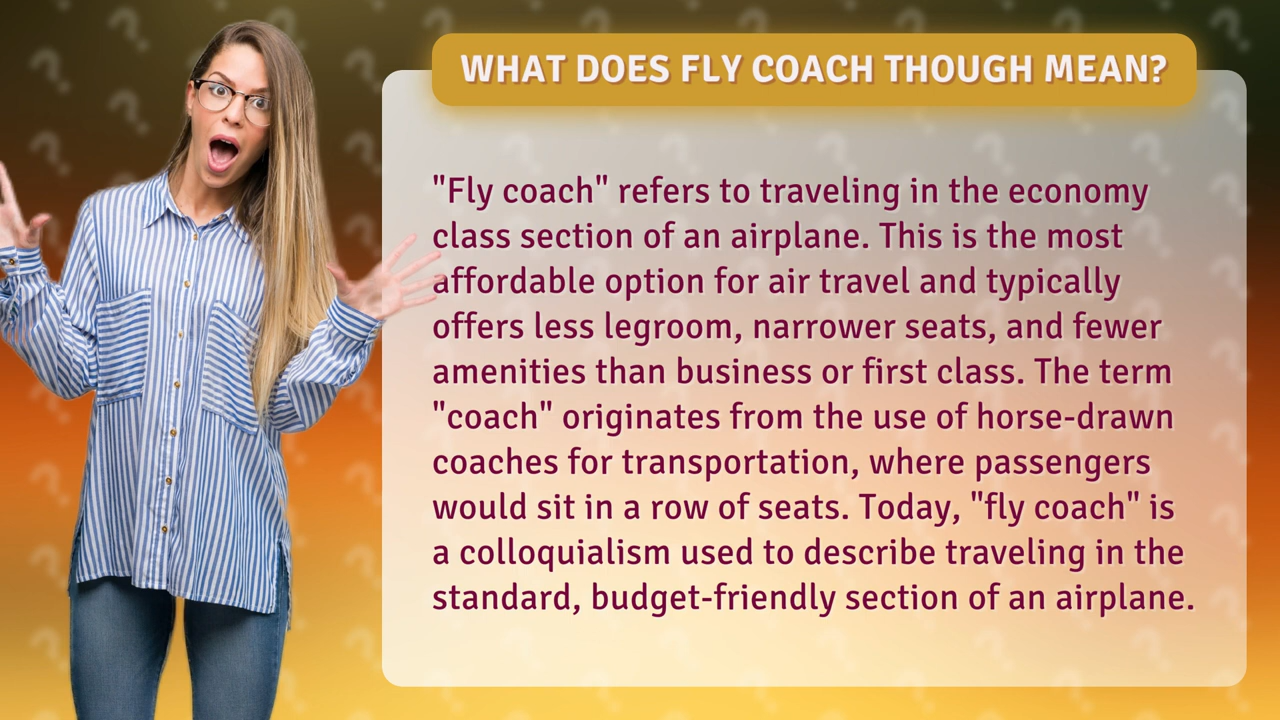 WHAT DOES FLY COACH THOUGH MEAN?
"Fly coach" refers to traveling in the economy
class section of an airplane. This is the most
affordable option for air travel and typically
offers less legroom, narrower seats, and fewer
amenities than business or first class. The term
"coach" originates from the use of horse-drawn
coaches for transportation, where passengers
would sit in a row of seats. Today, "fly coach" is
a colloquialism used to describe traveling in the
standard, budget-friendly section of an airplane.